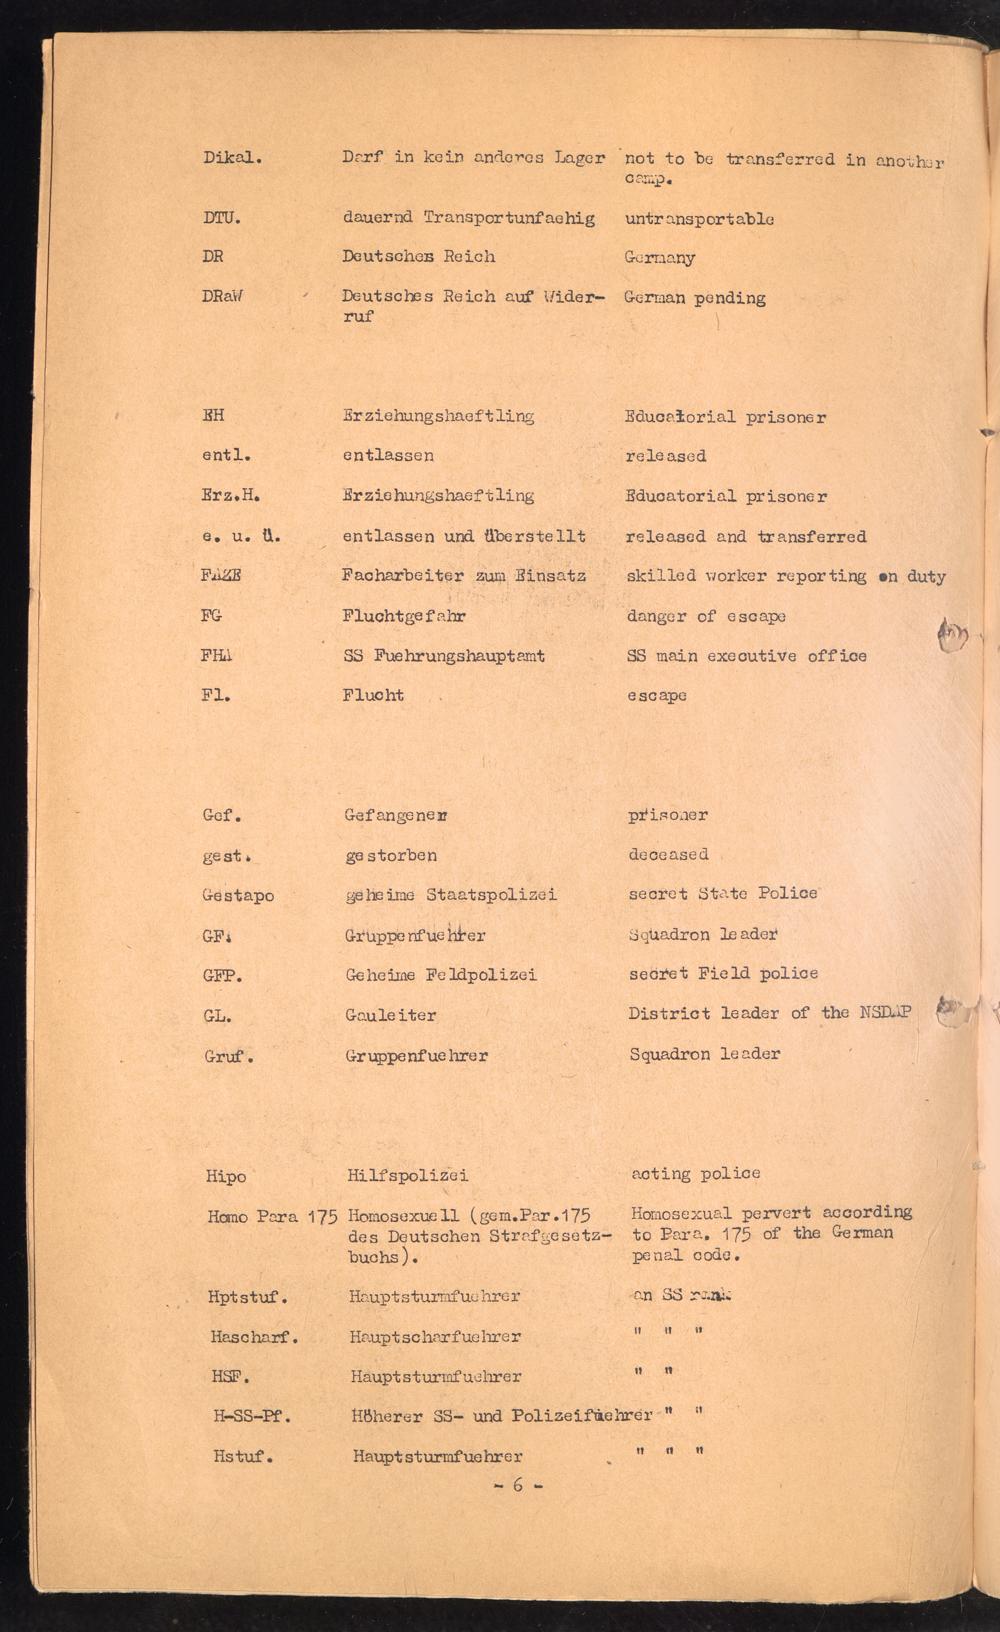 Dikal. Darf in kein anderes Lager not to be transferred in another
camp.
DTU. dauernd Transportunfaehig untransportable
DR Deutsches Reich Germany
DRaW Deutsches Reich auf Wider- German pending
ruf
EH Erziehungshaeftling Educatorial prisoner
entl. entlassen released
Erz.H. Erziehungshaeftling Educatorial prisoner
e. u. ü. entlassen und überstellt released and transferred
FAZE Facharbeiter zum Einsatz skilled worker reporting on duty
FG Fluchtgefahr danger of escape
FHA SS Fuehrungshauptamt SS main executive office
Fl. Flucht escape
Gef. Gefangener prisoner
gest. gestorben deceased
Gestapo geheime Staatspolizei secret State Police
GF. Gruppenfuehrer Squadron leader
GFP. Geheime Feldpolizei secret Field police
GL. Gauleiter District leader of the NSDAP
Gruf. Gruppenfuehrer Squadron leader
Hipo Hilfspolizei acting police
Homo Para 175 Homosexuell (gem.Par.175 Homosexual pervert according
des Deutschen Strafgesetz- to Para. 175 of the German
buchs). penal code.
Hptstuf. Hauptsturmfuehrer an SS rank
Hascharf. Hauptscharfuehrer " " "
HSF. Hauptsturmfuehrer " "
H-SS-Pf. Höherer SS- und Polizeifuehrer " "
Hstuf. Hauptsturmfuehrer " " "
- 6 -